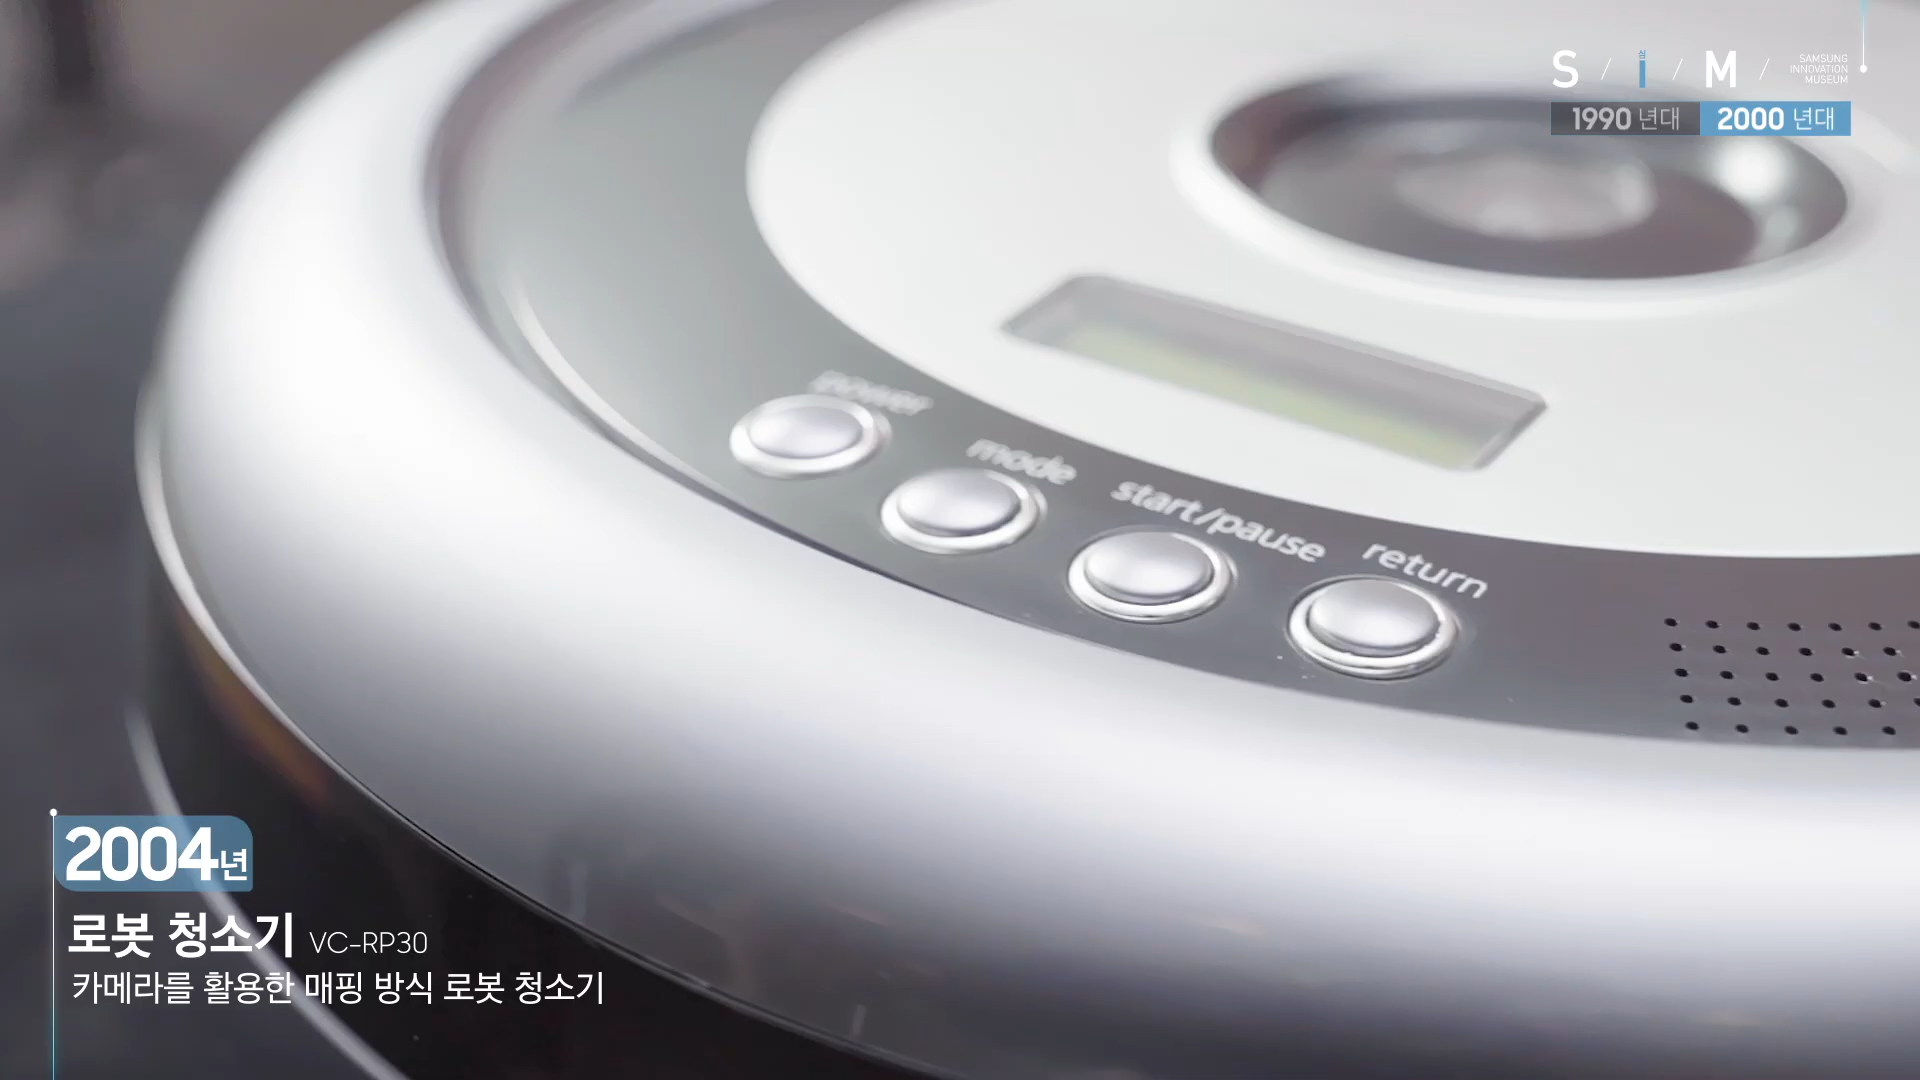 S / I / M /
심
SAMSUNG
INNOVATION
MUSEUM
1990 년대 2000 년대
power
mode
start/pause
return
2004년
로봇 청소기 VC-RP30
카메라를 활용한 매핑 방식 로봇 청소기